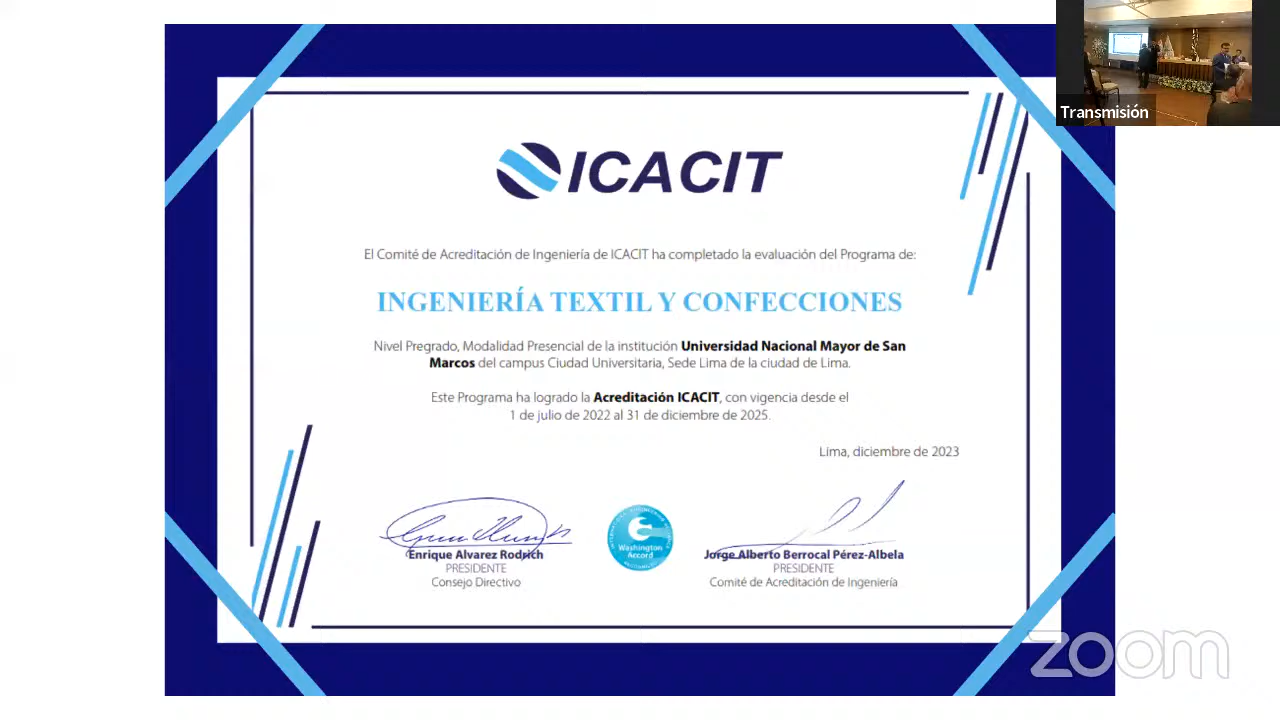 Transmisión
ICACIT
El Comité de Acreditación de Ingeniería de ICACIT ha completado la evaluación del Programa de:
INGENIERÍA TEXTIL Y CONFECCIONES
Nivel Pregrado, Modalidad Presencial de la institución Universidad Nacional Mayor de San
Marcos del campus Ciudad Universitaria, Sede Lima de la ciudad de Lima.
Este Programa ha logrado la Acreditación ICACIT, con vigencia desde el
1 de julio de 2022 al 31 de diciembre de 2025.
Lima, diciembre de 2023
Enrique Alvarez Rodrich
PRESIDENTE
Consejo Directivo
Washington
Accord
Jorge Alberto Berrocal Pérez-Albela
PRESIDENTE
Comité de Acreditación de Ingeniería
zoom